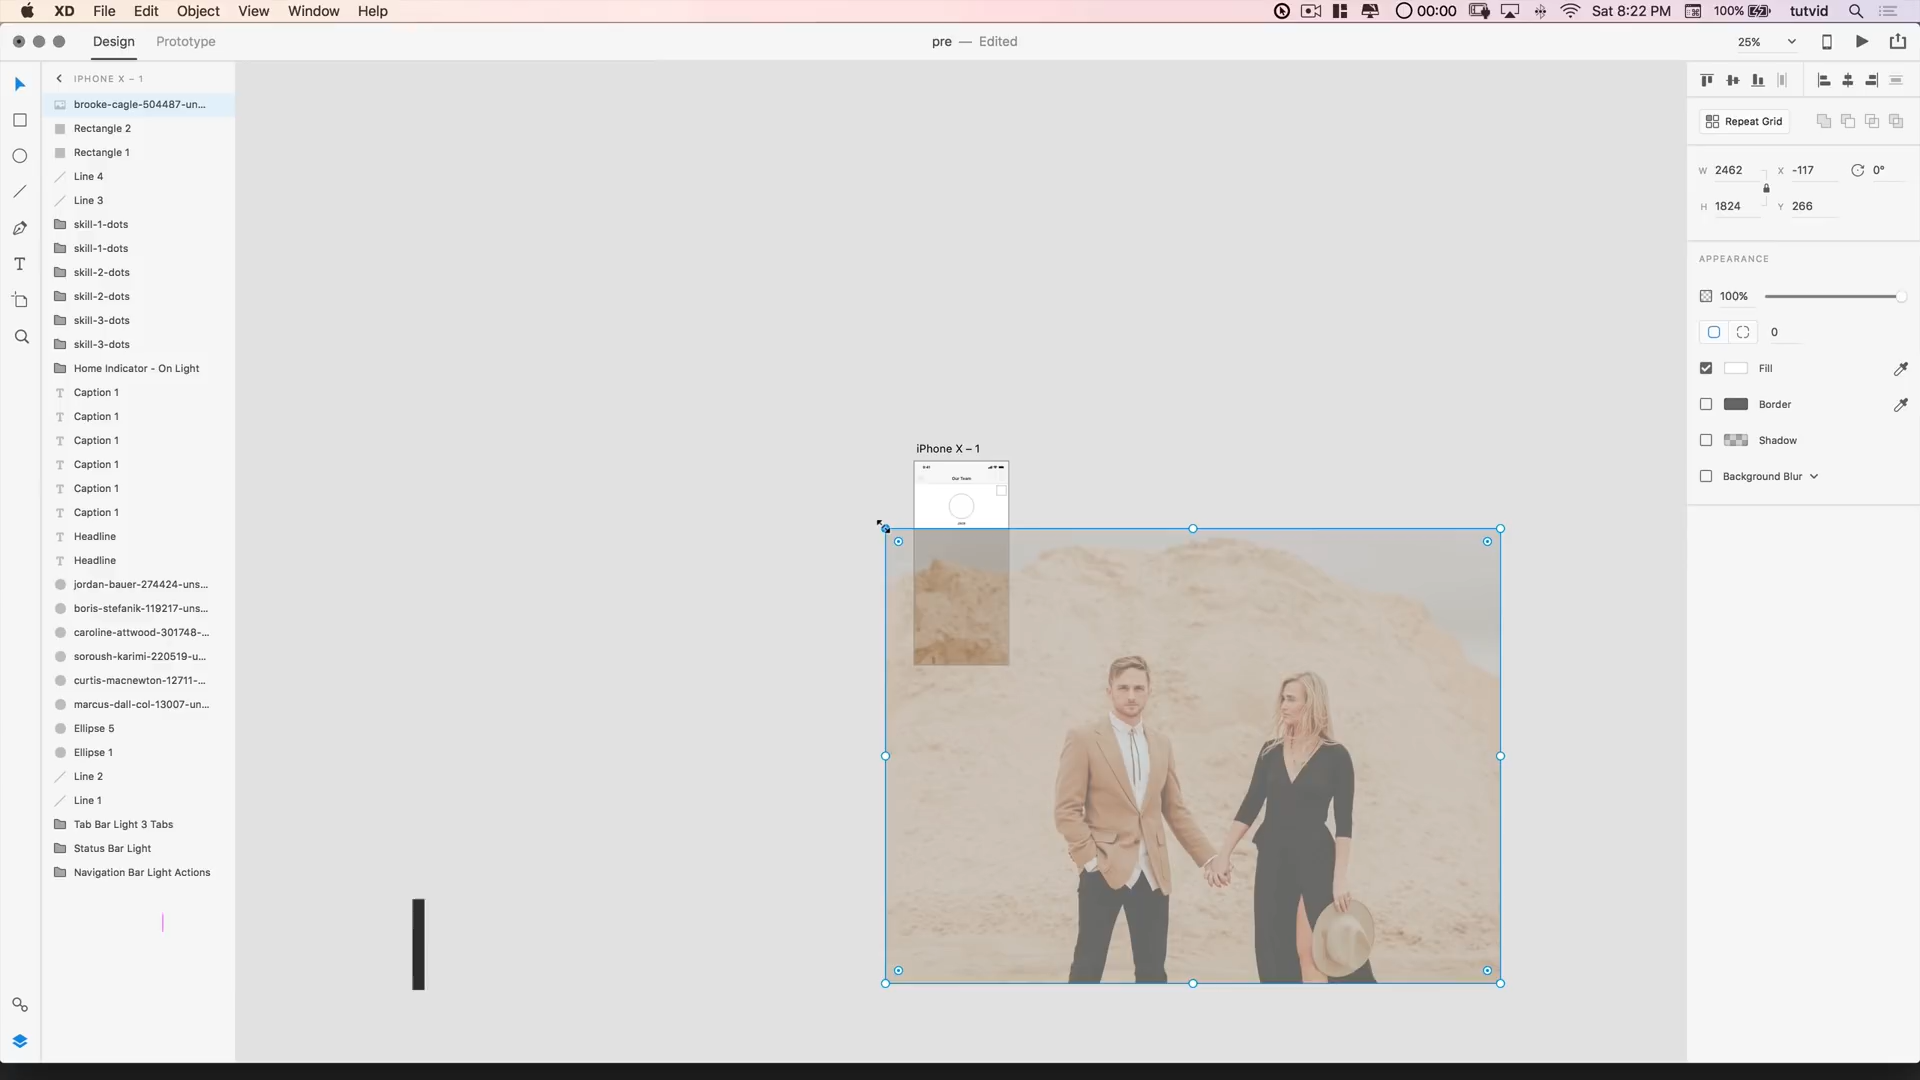 XD File Edit Object View Window Help 00:00 Sat 8:22 PM 100% tutvid
Design Prototype pre — Edited 25%
IPHONE X – 1
brooke-cagle-504487-un...
Rectangle 2
Rectangle 1
Line 4
Line 3
skill-1-dots
skill-1-dots
skill-2-dots
skill-2-dots
skill-3-dots
skill-3-dots
Home Indicator - On Light
Caption 1
Caption 1
Caption 1
Caption 1
Caption 1
Caption 1
Headline
Headline
jordan-bauer-274424-uns...
boris-stefanik-119217-uns...
caroline-attwood-301748-...
soroush-karimi-220519-u...
curtis-macnewton-12711-...
marcus-dall-col-13007-un...
Ellipse 5
Ellipse 1
Line 2
Line 1
Tab Bar Light 3 Tabs
Status Bar Light
Navigation Bar Light Actions
iPhone X – 1
9:41
Our Team
Repeat Grid
W 2462 X -117 0°
H 1824 Y 266
APPEARANCE
100%
0
Fill
Border
Shadow
Background Blur